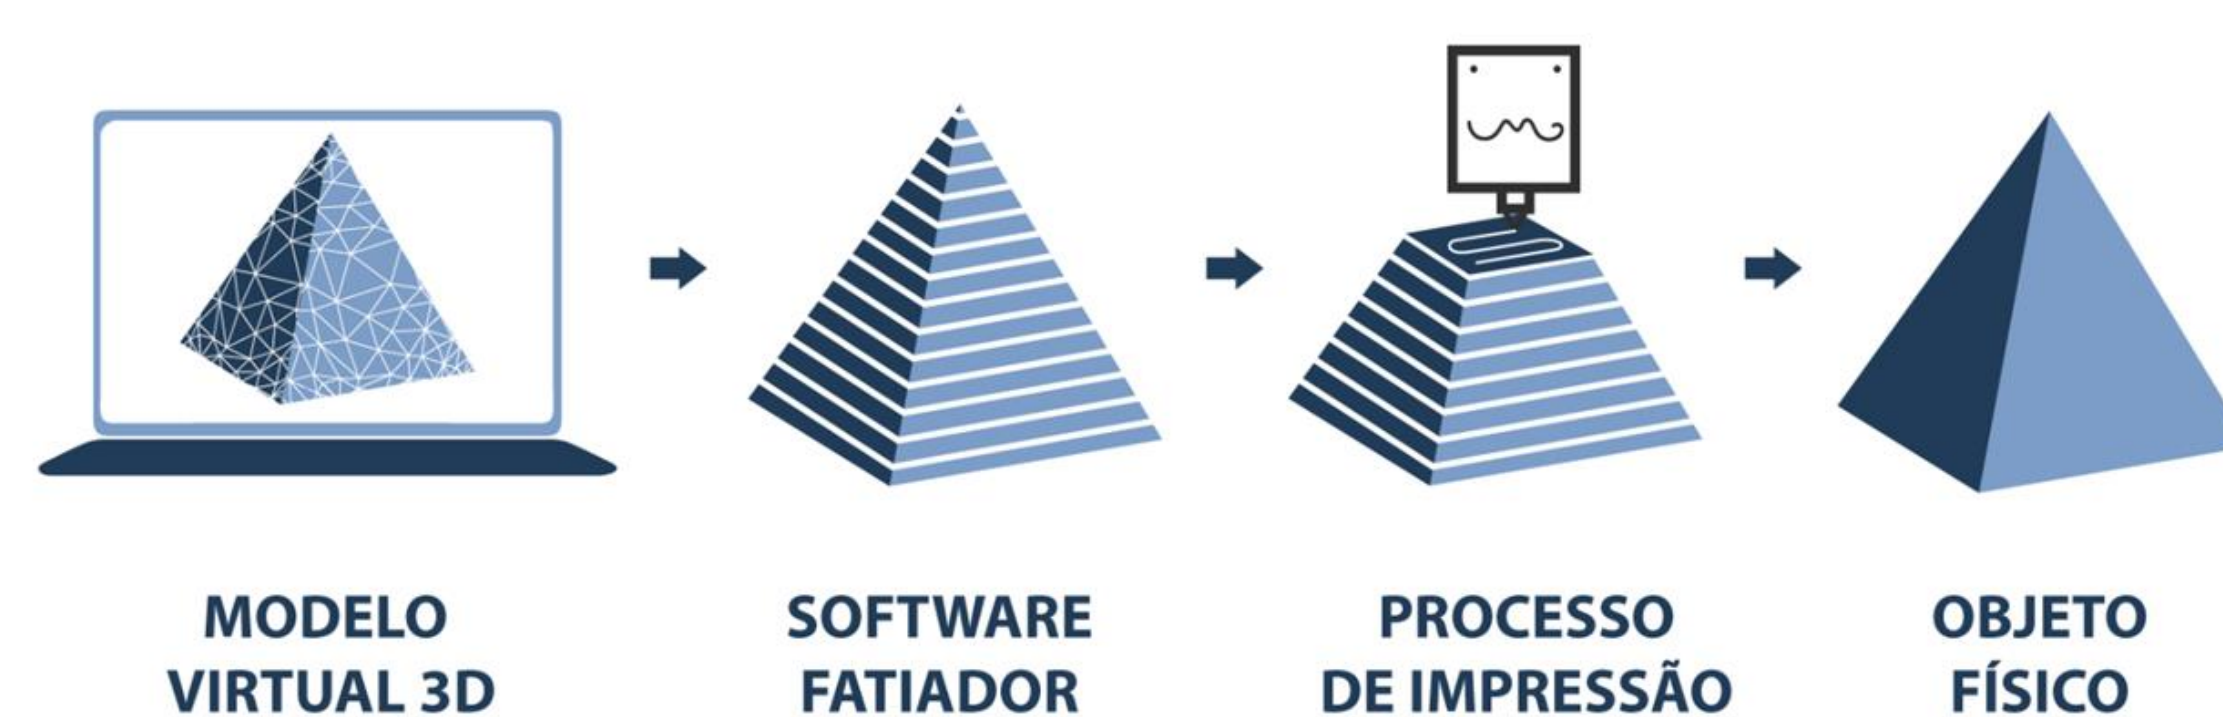 MODELO
VIRTUAL 3D
SOFTWARE
FATIADOR
PROCESSO
DE IMPRESSÃO
OBJETO
FÍSICO